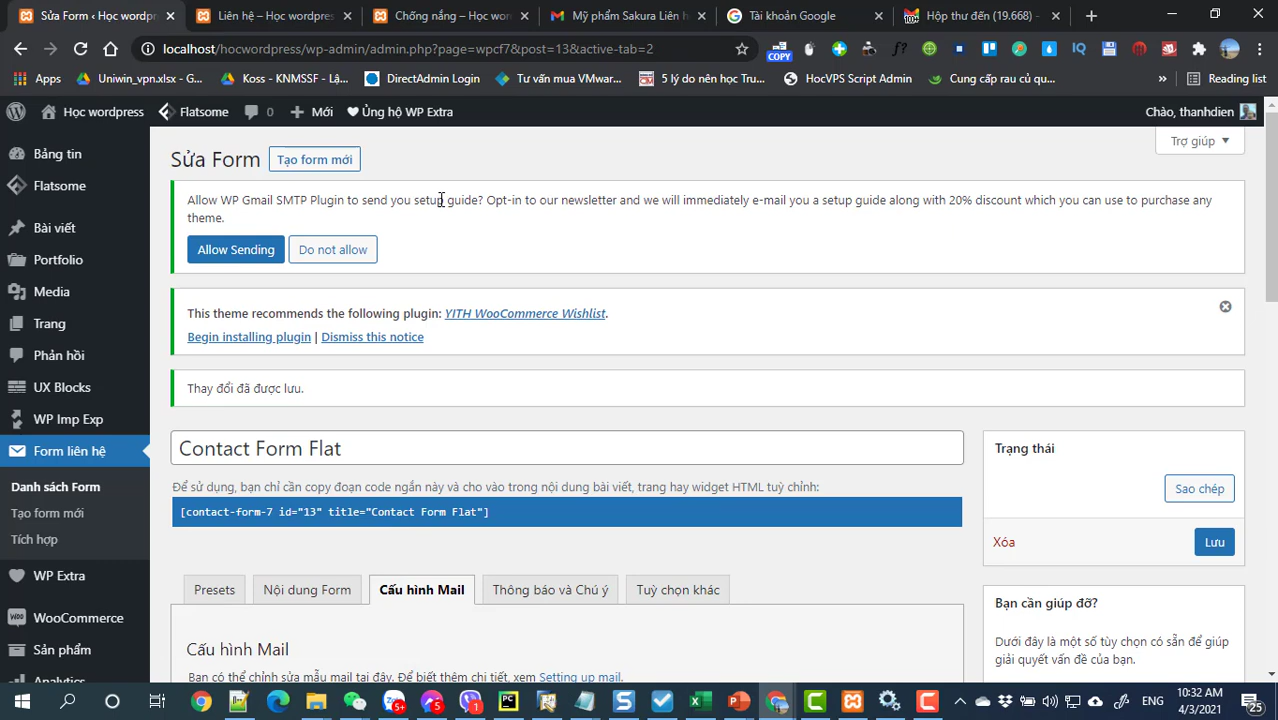 Sửa Form ‹ Học wordpr
Liên hệ – Học wordpres
Chống nắng – Học wor
Mỹ phẩm Sakura Liên h
Tài khoản Google
Hộp thư đến (19.668) -
localhost/hocwordpress/wp-admin/admin.php?page=wpcf7&post=13&active-tab=2
COPY
Apps
Uniwin_vpn.xlsx - G...
Koss - KNMSSF - Lậ...
DirectAdmin Login
Tư vấn mua VMwar...
5 lý do nên học Tru...
HocVPS Script Admin
Cung cấp rau củ qu...
»
Reading list
Học wordpress
Flatsome
0
Mới
Ủng hộ WP Extra
Chào, thanhdien
Bảng tin
Flatsome
Bài viết
Portfolio
Media
Trang
Phản hồi
UX Blocks
WP Imp Exp
Form liên hệ
Danh sách Form
Tạo form mới
Tích hợp
WP Extra
WooCommerce
Sản phẩm
Analytics
Trợ giúp
Sửa Form
Tạo form mới
Allow WP Gmail SMTP Plugin to send you setup guide? Opt-in to our newsletter and we will immediately e-mail you a setup guide along with 20% discount which you can use to purchase any
theme.
Allow Sending
Do not allow
This theme recommends the following plugin: YITH WooCommerce Wishlist.
Begin installing plugin | Dismiss this notice
Thay đổi đã được lưu.
Contact Form Flat
Để sử dụng, bạn chỉ cần copy đoạn code ngắn này và cho vào trong nội dung bài viết, trang hay widget HTML tuỳ chỉnh:
[contact-form-7 id="13" title="Contact Form Flat"]
Trạng thái
Sao chép
Xóa
Lưu
Presets
Nội dung Form
Cấu hình Mail
Thông báo và Chú ý
Tuỳ chọn khác
Cấu hình Mail
Bạn có thể chỉnh sửa mẫu mail tại đây. Để biết thêm chi tiết, xem Setting up mail.
Bạn cần giúp đỡ?
Dưới đây là một số tùy chọn có sẵn để giúp
giải quyết vấn đề của bạn.
ENG
10:32 AM
4/3/2021
25